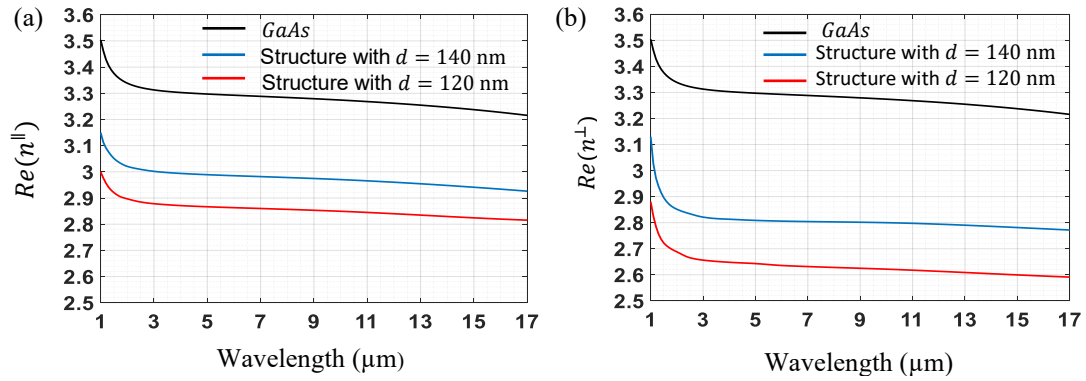 (a)
GaAs
Structure with d = 140 nm
Structure with d = 120 nm
Re(n∥)
3.6
3.5
3.4
3.3
3.2
3.1
3
2.9
2.8
2.7
2.6
2.5
1 3 5 7 9 11 13 15 17
Wavelength (µm)
(b)
GaAs
Structure with d = 140 nm
Structure with d = 120 nm
Re(n⊥)
3.6
3.5
3.4
3.3
3.2
3.1
3
2.9
2.8
2.7
2.6
2.5
1 3 5 7 9 11 13 15 17
Wavelength (µm)